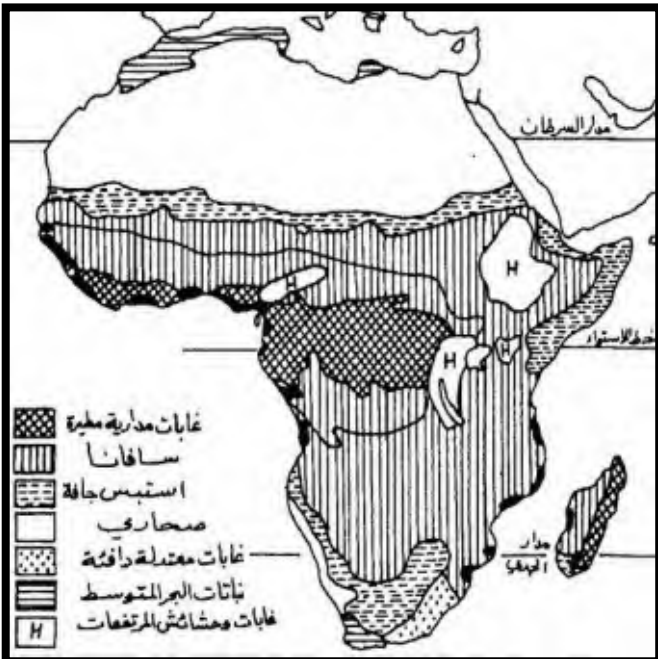 مدار السرطان
خط الاستواء
مدار
الجدي
غابات مدارية مطيرة
سافانا
استبس جافة
صحاري
غابات معتدلة دافئة
نباتات البحر المتوسط
غابات وحشائش المرتفعات
H
H
H
H
H